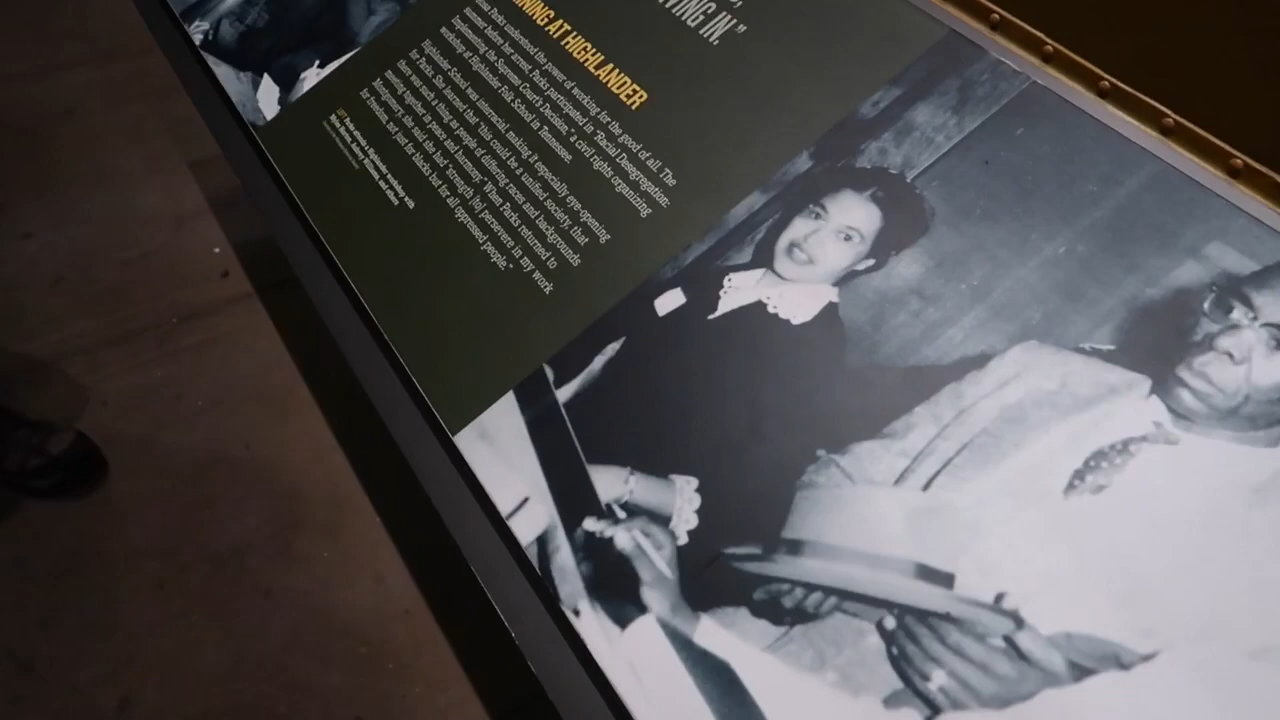 VING IN.”
NING AT HIGHLANDER
Rosa Parks understood the power of working for the good of all. The
summer before her arrest, Parks participated in “Racial Desegregation:
Implementing the Supreme Court’s Decision,” a civil rights organizing
workshop at Highlander Folk School in Tennessee.
Highlander School was interracial, making it especially eye-opening
for Parks. She learned that “this could be a unified society, that
there was such a thing as people of differing races and backgrounds
meeting together in peace and harmony.” When Parks returned to
Montgomery, she said she had “strength [to] persevere in my work
for freedom, not just for blacks but for all oppressed people.”
LEFT